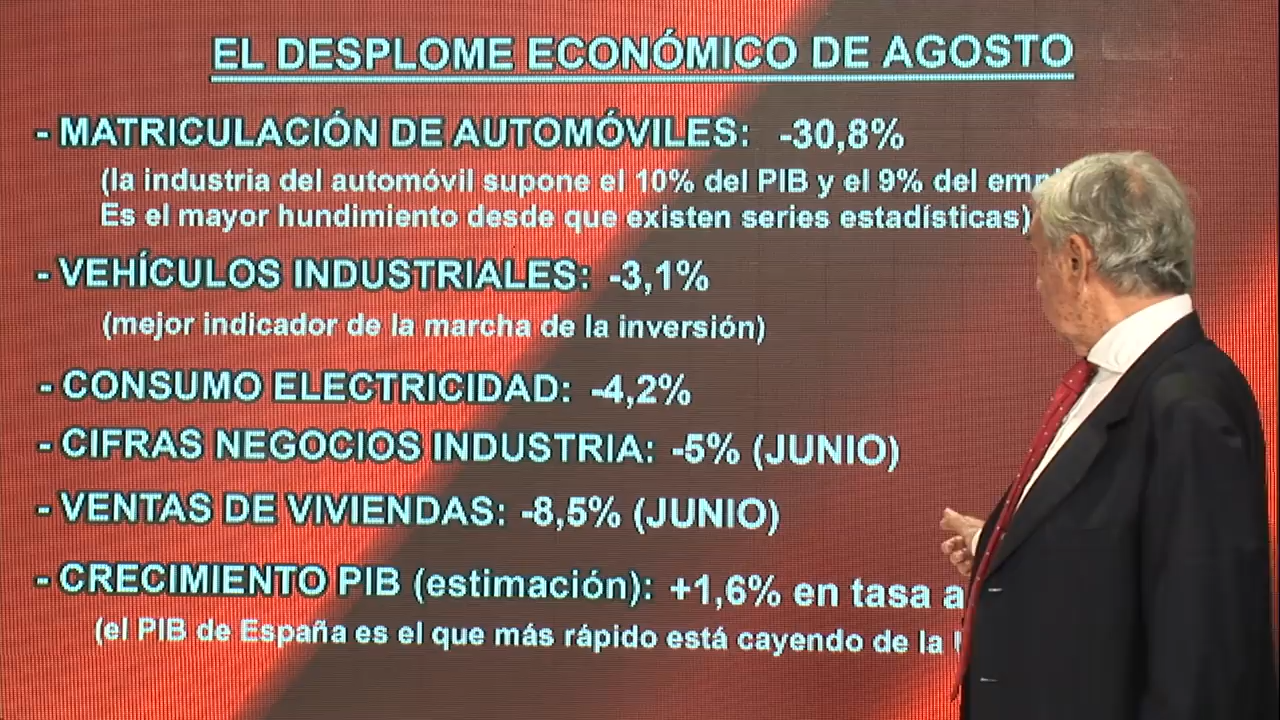 EL DESPLOME ECONÓMICO DE AGOSTO
- MATRICULACIÓN DE AUTOMÓVILES: -30,8%
(la industria del automóvil supone el 10% del PIB y el 9% del
Es el mayor hundimiento desde que existen series estadísticas)
- VEHÍCULOS INDUSTRIALES: -3,1%
(mejor indicador de la marcha de la inversión)
- CONSUMO ELECTRICIDAD: -4,2%
- CIFRAS NEGOCIOS INDUSTRIA: -5% (JUNIO)
- VENTAS DE VIVIENDAS: -8,5% (JUNIO)
- CRECIMIENTO PIB (estimación): +1,6% en tasa
(el PIB de España es el que más rápido está cayendo de la